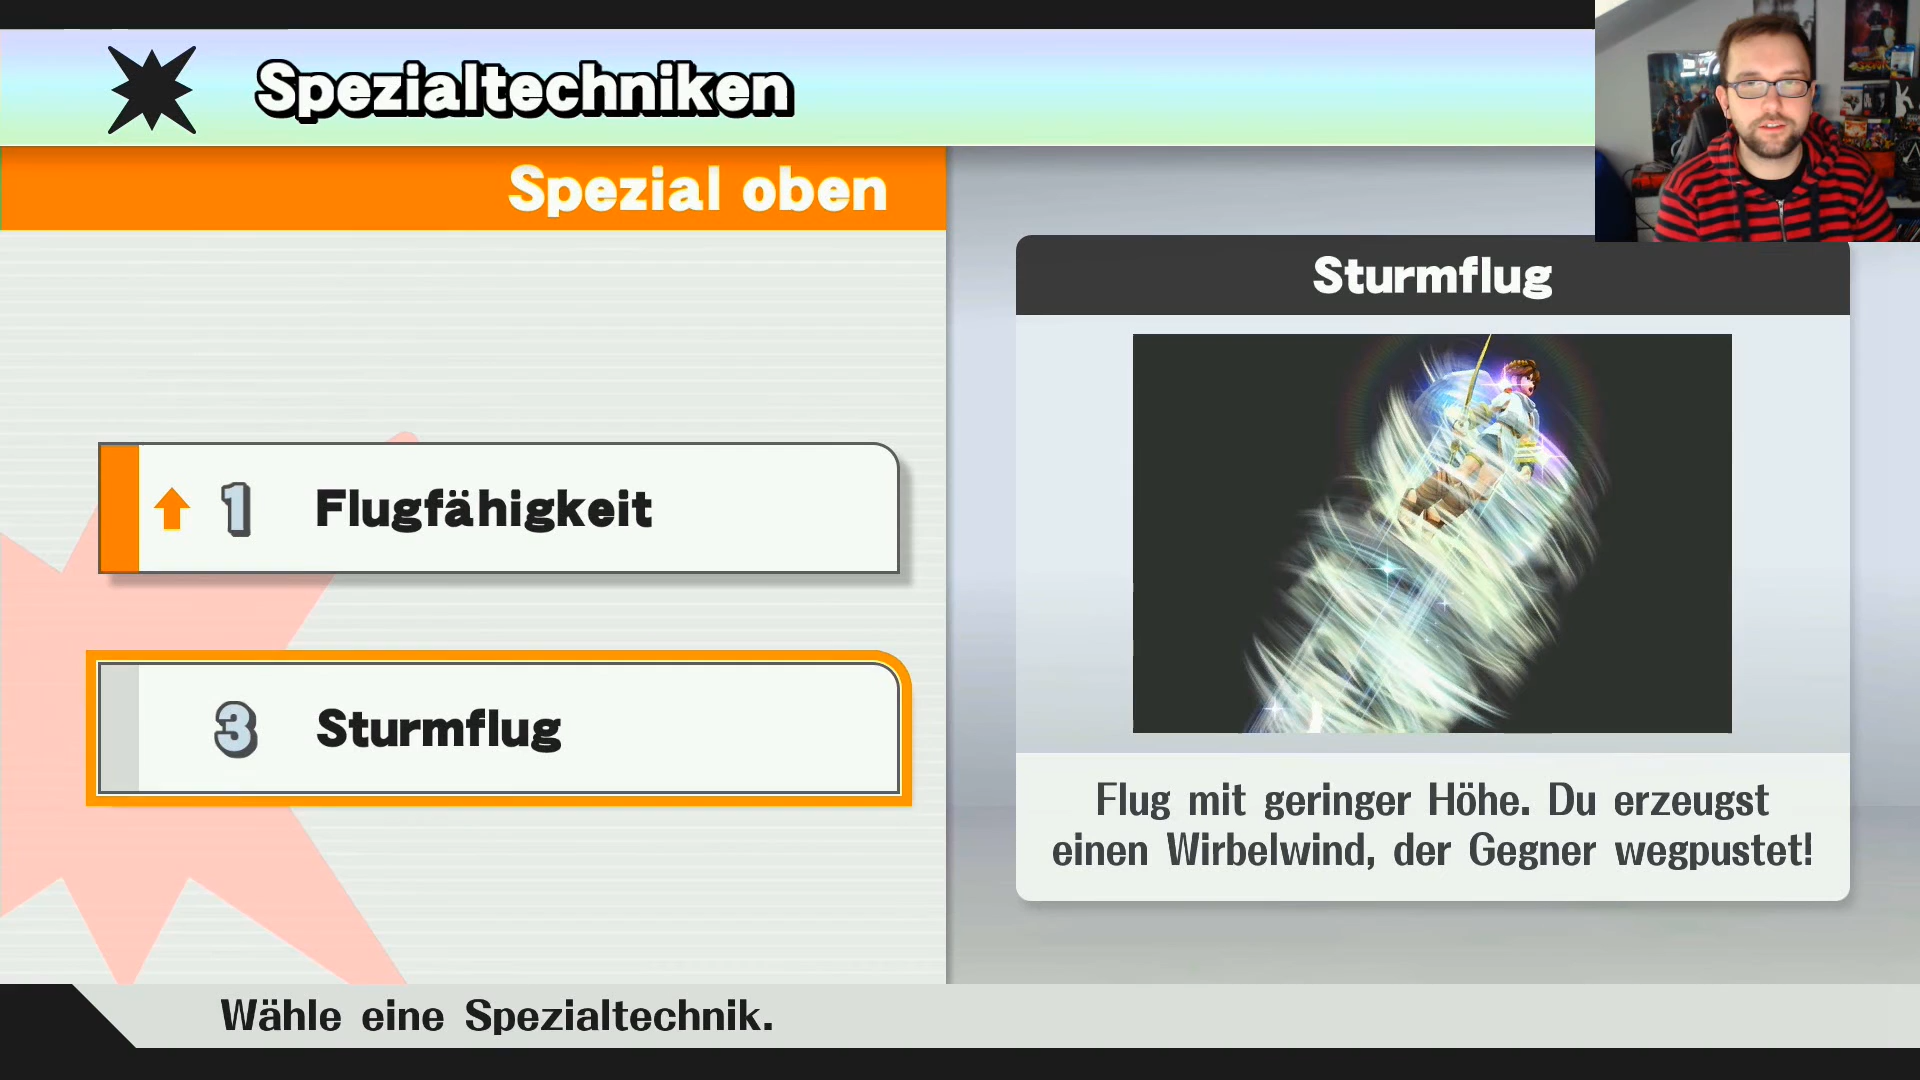 Spezialtechniken
Spezial oben
1 Flugfähigkeit
3 Sturmflug
Sturmflug
Flug mit geringer Höhe. Du erzeugst
einen Wirbelwind, der Gegner wegpustet!
Wähle eine Spezialtechnik.